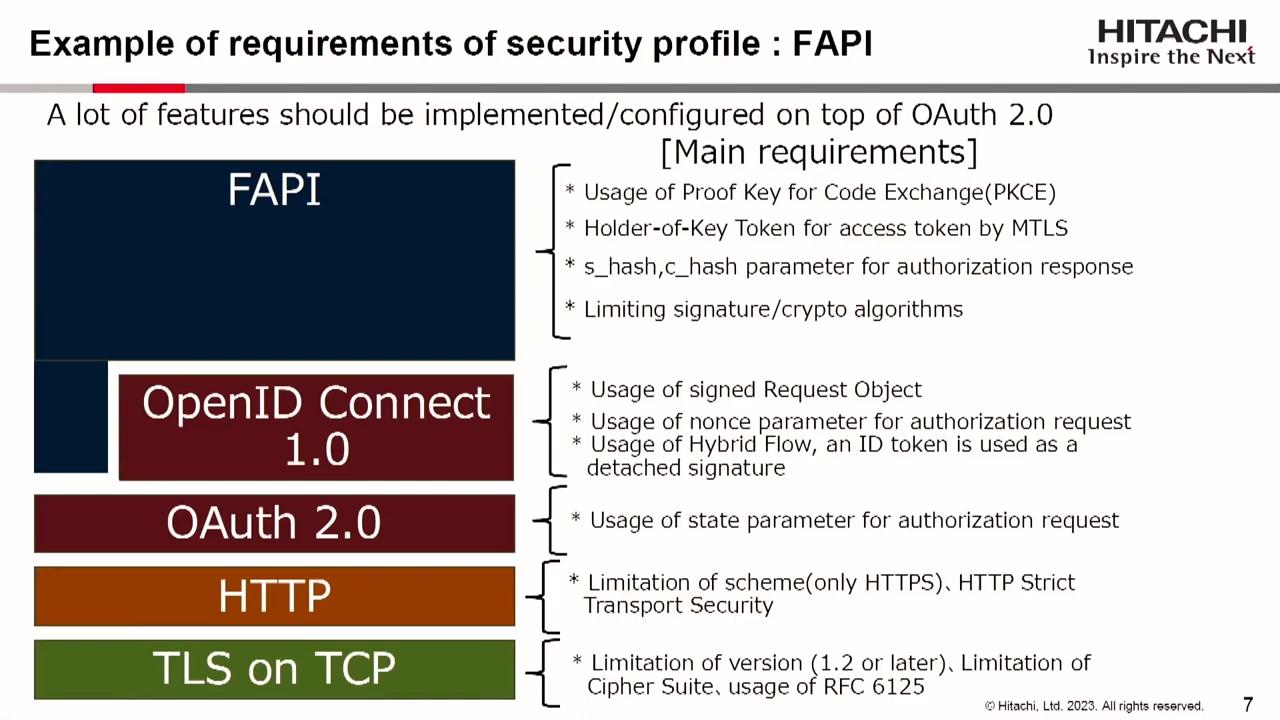 Example of requirements of security profile : FAPI
HITACHI
Inspire the Next
A lot of features should be implemented/configured on top of OAuth 2.0
[Main requirements]
FAPI
* Usage of Proof Key for Code Exchange(PKCE)
* Holder-of-Key Token for access token by MTLS
* s_hash,c_hash parameter for authorization response
* Limiting signature/crypto algorithms
OpenID Connect
1.0
* Usage of signed Request Object
* Usage of nonce parameter for authorization request
* Usage of Hybrid Flow, an ID token is used as a
detached signature
OAuth 2.0
* Usage of state parameter for authorization request
HTTP
* Limitation of scheme(only HTTPS)、HTTP Strict
Transport Security
TLS on TCP
* Limitation of version (1.2 or later)、Limitation of
Cipher Suite、usage of RFC 6125
© Hitachi, Ltd. 2023. All rights reserved.
7